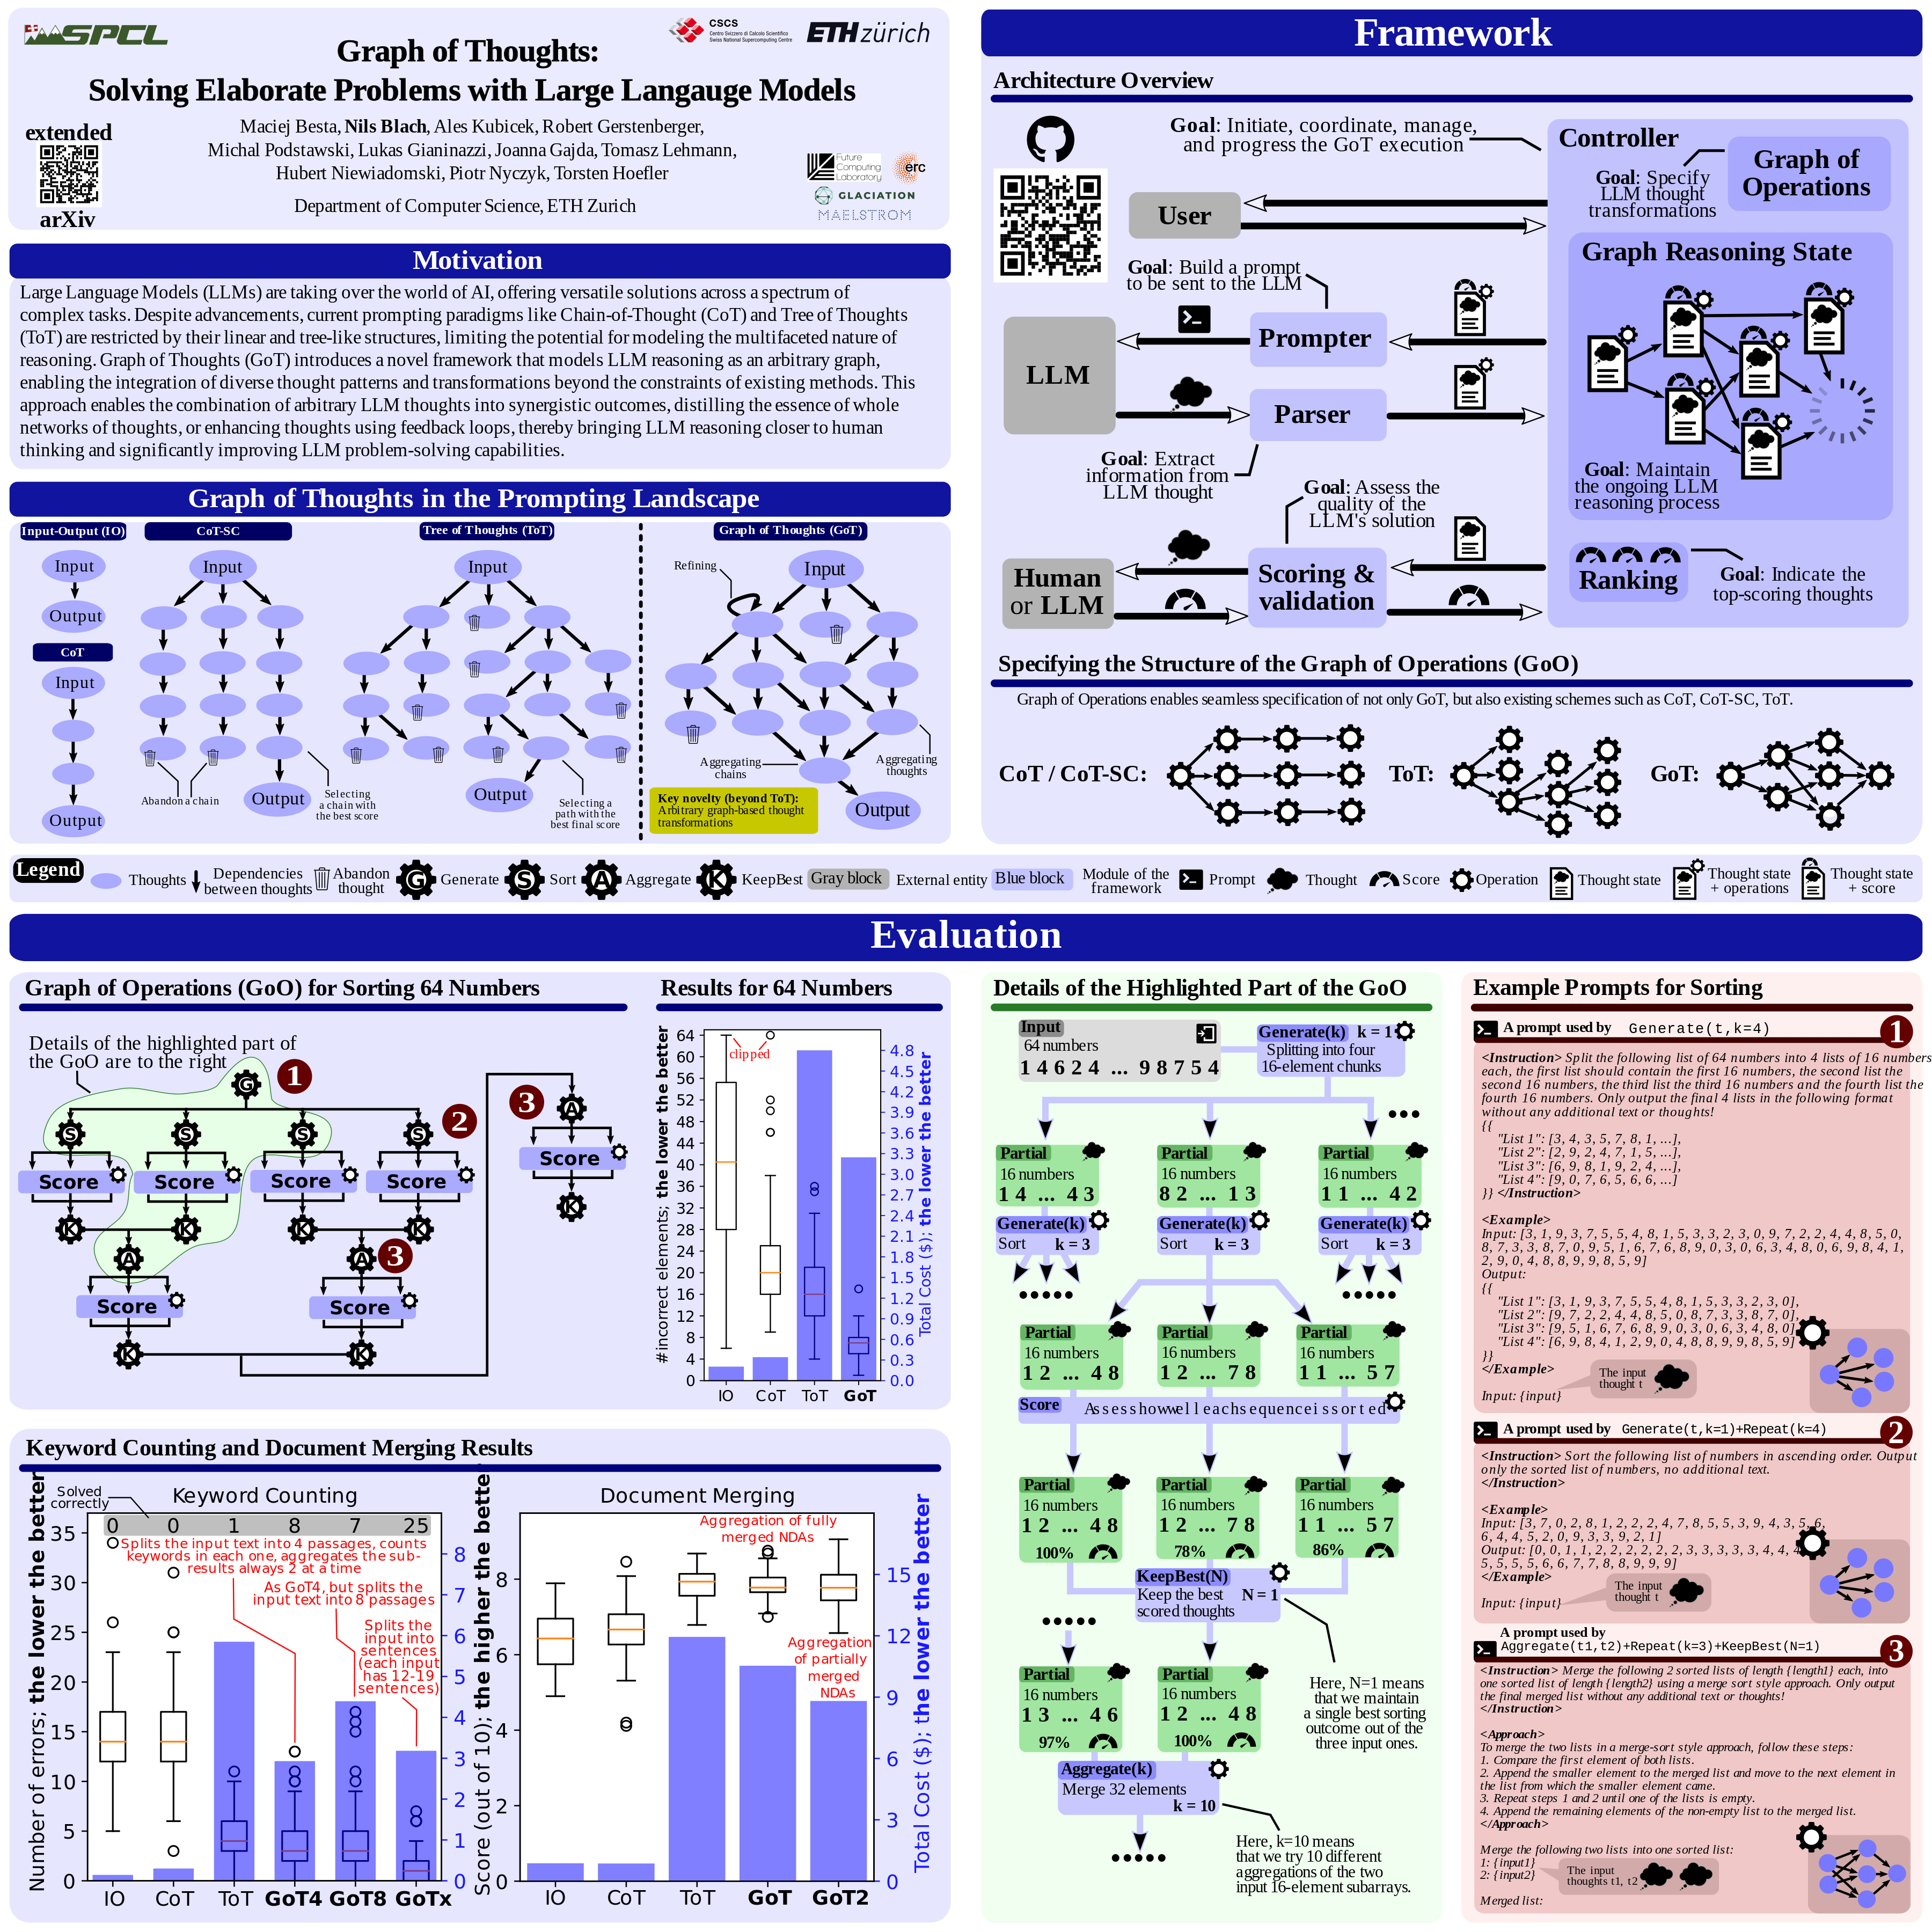 SPCL
CSCS
Centro Svizzero di Calcolo Scientifico
Swiss National Supercomputing Centre
ETH zürich
Graph of Thoughts:
Solving Elaborate Problems with Large Langauge Models
extended
arXiv
Maciej Besta, Nils Blach, Ales Kubicek, Robert Gerstenberger,
Michal Podstawski, Lukas Gianinazzi, Joanna Gajda, Tomasz Lehmann,
Hubert Niewiadomski, Piotr Nyczyk, Torsten Hoefler
Department of Computer Science, ETH Zurich
Future
Computing
Laboratory
erc
GLACIATION
MAELSTROM
Motivation
Large Language Models (LLMs) are taking over the world of AI, offering versatile solutions across a spectrum of
complex tasks. Despite advancements, current prompting paradigms like Chain-of-Thought (CoT) and Tree of Thoughts
(ToT) are restricted by their linear and tree-like structures, limiting the potential for modeling the multifaceted nature of
reasoning. Graph of Thoughts (GoT) introduces a novel framework that models LLM reasoning as an arbitrary graph,
enabling the integration of diverse thought patterns and transformations beyond the constraints of existing methods. This
approach enables the combination of arbitrary LLM thoughts into synergistic outcomes, distilling the essence of whole
networks of thoughts, or enhancing thoughts using feedback loops, thereby bringing LLM reasoning closer to human
thinking and significantly improving LLM problem-solving capabilities.
Graph of Thoughts in the Prompting Landscape
Input-Output (IO)
Input
Output
CoT
Input
Output
CoT-SC
Input
Abandon a chain
Output
Selecting
a chain with
the best score
Tree of Thoughts (ToT)
Input
Output
Selecting a
path with the
best final score
Graph of Thoughts (GoT)
Refining
Input
Aggregating
chains
Aggregating
thoughts
Key novelty (beyond ToT):
Arbitrary graph-based thought
transformations
Output
Framework
Architecture Overview
Goal: Initiate, coordinate, manage,
and progress the GoT execution
Controller
Goal: Specify
LLM thought
transformations
Graph of
Operations
User
Goal: Build a prompt
to be sent to the LLM
Graph Reasoning State
LLM
Prompter
Parser
Goal: Extract
information from
LLM thought
Goal: Assess the
quality of the
LLM's solution
Goal: Maintain
the ongoing LLM
reasoning process
Human
or LLM
Scoring &
validation
Ranking
Goal: Indicate the
top-scoring thoughts
Specifying the Structure of the Graph of Operations (GoO)
Graph of Operations enables seamless specification of not only GoT, but also existing schemes such as CoT, CoT-SC, ToT.
CoT / CoT-SC:
ToT:
GoT:
Legend
Thoughts
Dependencies
between thoughts
Abandon
thought
G
Generate
S
Sort
A
Aggregate
K
KeepBest
Gray block
External entity
Blue block
Module of the
framework
Prompt
Thought
Score
Operation
Thought state
Thought state
+ operations
Thought state
+ score
Evaluation
Graph of Operations (GoO) for Sorting 64 Numbers
Details of the highlighted part of
the GoO are to the right
G
1
S
S
S
S
2
Score
Score
Score
Score
K
K
K
K
A
A
3
Score
Score
K
K
3
A
Score
K
Results for 64 Numbers
#incorrect elements; the lower the better
64
60
56
52
48
44
40
36
32
28
24
20
16
12
8
4
0
clipped
IO
CoT
ToT
GoT
4.8
4.5
4.2
3.9
3.6
3.3
3.0
2.7
2.4
2.1
1.8
1.5
1.2
0.9
0.6
0.3
0.0
Total Cost ($); the lower the better
Keyword Counting and Document Merging Results
Keyword Counting
Solved
correctly
0 0 1 8 7 25
Number of errors; the lower the better
35
30
25
20
15
10
5
0
Splits the input text into 4 passages, counts
keywords in each one, aggregates the sub-
results always 2 at a time
As GoT4, but splits the
input text into 8 passages
Splits the
input into
sentences
(each input
has 12-19
sentences)
IO
CoT
ToT
GoT4
GoT8
GoTx
8
7
6
5
4
3
2
1
0
Document Merging
Score (out of 10); the higher the better
8
6
4
2
0
Aggregation of fully
merged NDAs
Aggregation
of partially
merged
NDAs
IO
CoT
ToT
GoT
GoT2
15
12
9
6
3
0
Total Cost ($); the lower the better
Details of the Highlighted Part of the GoO
Input
64 numbers
1 4 6 2 4 ... 9 8 7 5 4
Generate(k) k = 1
Splitting into four
16-element chunks
Partial
16 numbers
1 4 ... 4 3
Partial
16 numbers
8 2 ... 1 3
Partial
16 numbers
1 1 ... 4 2
Generate(k)
Sort k = 3
Generate(k)
Sort k = 3
Generate(k)
Sort k = 3
Partial
16 numbers
1 2 ... 4 8
Partial
16 numbers
1 2 ... 7 8
Partial
16 numbers
1 1 ... 5 7
Score
Assess how well each sequence is sorted
Partial
16 numbers
1 2 ... 4 8
100%
Partial
16 numbers
1 2 ... 7 8
78%
Partial
16 numbers
1 1 ... 5 7
86%
KeepBest(N)
Keep the best N = 1
scored thoughts
Partial
16 numbers
1 3 ... 4 6
97%
Partial
16 numbers
1 2 ... 4 8
100%
Here, N=1 means
that we maintain
a single best sorting
outcome out of the
three input ones.
Aggregate(k)
Merge 32 elements
k = 10
Here, k=10 means
that we try 10 different
aggregations of the two
input 16-element subarrays.
Example Prompts for Sorting
A prompt used by Generate(t,k=4)
1
<Instruction> Split the following list of 64 numbers into 4 lists of 16 numbers
each, the first list should contain the first 16 numbers, the second list the
second 16 numbers, the third list the third 16 numbers and the fourth list the
fourth 16 numbers. Only output the final 4 lists in the following format
without any additional text or thoughts!
{{
"List 1": [3, 4, 3, 5, 7, 8, 1, ...],
"List 2": [2, 9, 2, 4, 7, 1, 5, ...],
"List 3": [6, 9, 8, 1, 9, 2, 4, ...],
"List 4": [9, 0, 7, 6, 5, 6, 6, ...]
}} </Instruction>
<Example>
Input: [3, 1, 9, 3, 7, 5, 5, 4, 8, 1, 5, 3, 3, 2, 3, 0, 9, 7, 2, 2, 4, 4, 8, 5, 0,
8, 7, 3, 3, 8, 7, 0, 9, 5, 1, 6, 7, 6, 8, 9, 0, 3, 0, 6, 3, 4, 8, 0, 6, 9, 8, 4, 1,
2, 9, 0, 4, 8, 8, 9, 9, 8, 5, 9]
Output:
{{
"List 1": [3, 1, 9, 3, 7, 5, 5, 4, 8, 1, 5, 3, 3, 2, 3, 0],
"List 2": [9, 7, 2, 2, 4, 4, 8, 5, 0, 8, 7, 3, 3, 8, 7, 0],
"List 3": [9, 5, 1, 6, 7, 6, 8, 9, 0, 3, 0, 6, 3, 4, 8, 0],
"List 4": [6, 9, 8, 4, 1, 2, 9, 0, 4, 8, 8, 9, 9, 8, 5, 9]
}}
</Example>
Input: {input}
The input
thought t
A prompt used by Generate(t,k=1)+Repeat(k=4)
2
<Instruction> Sort the following list of numbers in ascending order. Output
only the sorted list of numbers, no additional text.
</Instruction>
<Example>
Input: [3, 7, 0, 2, 8, 1, 2, 2, 2, 4, 7, 8, 5, 5, 3, 9, 4, 3, 5, 6,
6, 4, 4, 5, 2, 0, 9, 3, 3, 9, 2, 1]
Output: [0, 0, 1, 1, 2, 2, 2, 2, 2, 2, 3, 3, 3, 3, 3, 4, 4, 4
5, 5, 5, 5, 6, 6, 7, 7, 8, 8, 9, 9, 9]
</Example>
Input: {input}
The input
thought t
A prompt used by
Aggregate(t1,t2)+Repeat(k=3)+KeepBest(N=1)
3
<Instruction> Merge the following 2 sorted lists of length {length1} each, into
one sorted list of length {length2} using a merge sort style approach. Only output
the final merged list without any additional text or thoughts!
</Instruction>
<Approach>
To merge the two lists in a merge-sort style approach, follow these steps:
1. Compare the first element of both lists.
2. Append the smaller element to the merged list and move to the next element in
the list from which the smaller element came.
3. Repeat steps 1 and 2 until one of the lists is empty.
4. Append the remaining elements of the non-empty list to the merged list.
</Approach>
Merge the following two lists into one sorted list:
1: {input1}
2: {input2}
The input
thoughts t1, t2
Merged list: